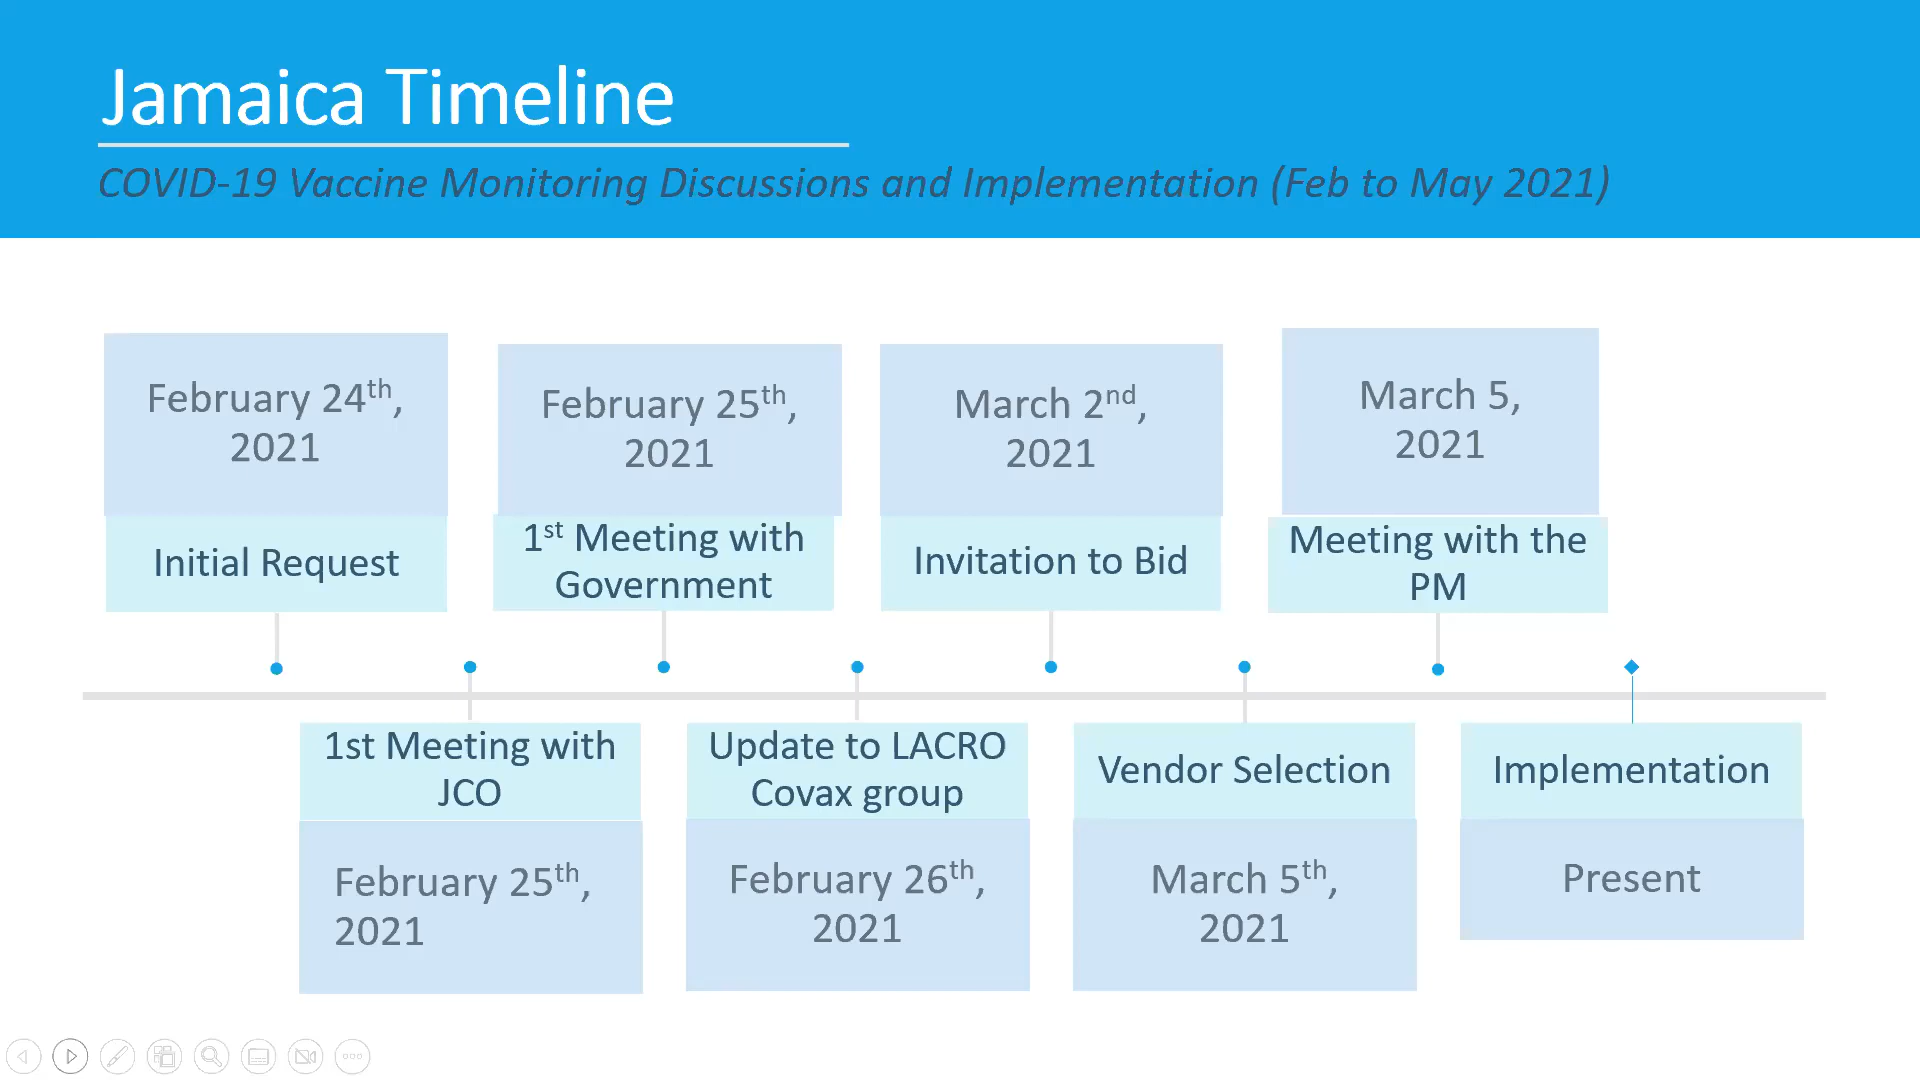 Jamaica Timeline
COVID-19 Vaccine Monitoring Discussions and Implementation (Feb to May 2021)
February 24th,
2021
Initial Request
1st Meeting with
JCO
February 25th,
2021
February 25th,
2021
1st Meeting with
Government
Update to LACRO
Covax group
February 26th,
2021
March 2nd,
2021
Invitation to Bid
Vendor Selection
March 5th,
2021
March 5,
2021
Meeting with the
PM
Implementation
Present